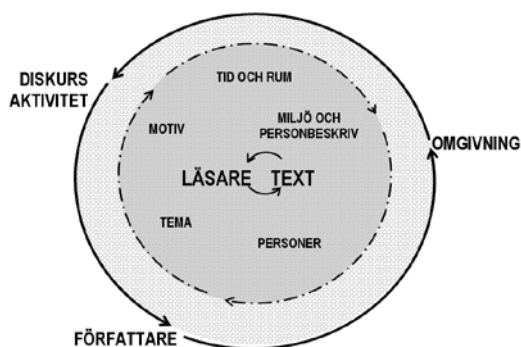 TID OCH RUM
DISKURS
AKTIVITET
MOTIV
MILJÖ OCH
PERSONBESKRIV
OMGIVNING
LÄSARE TEXT
TEMA
PERSONER
FÖRFATTARE